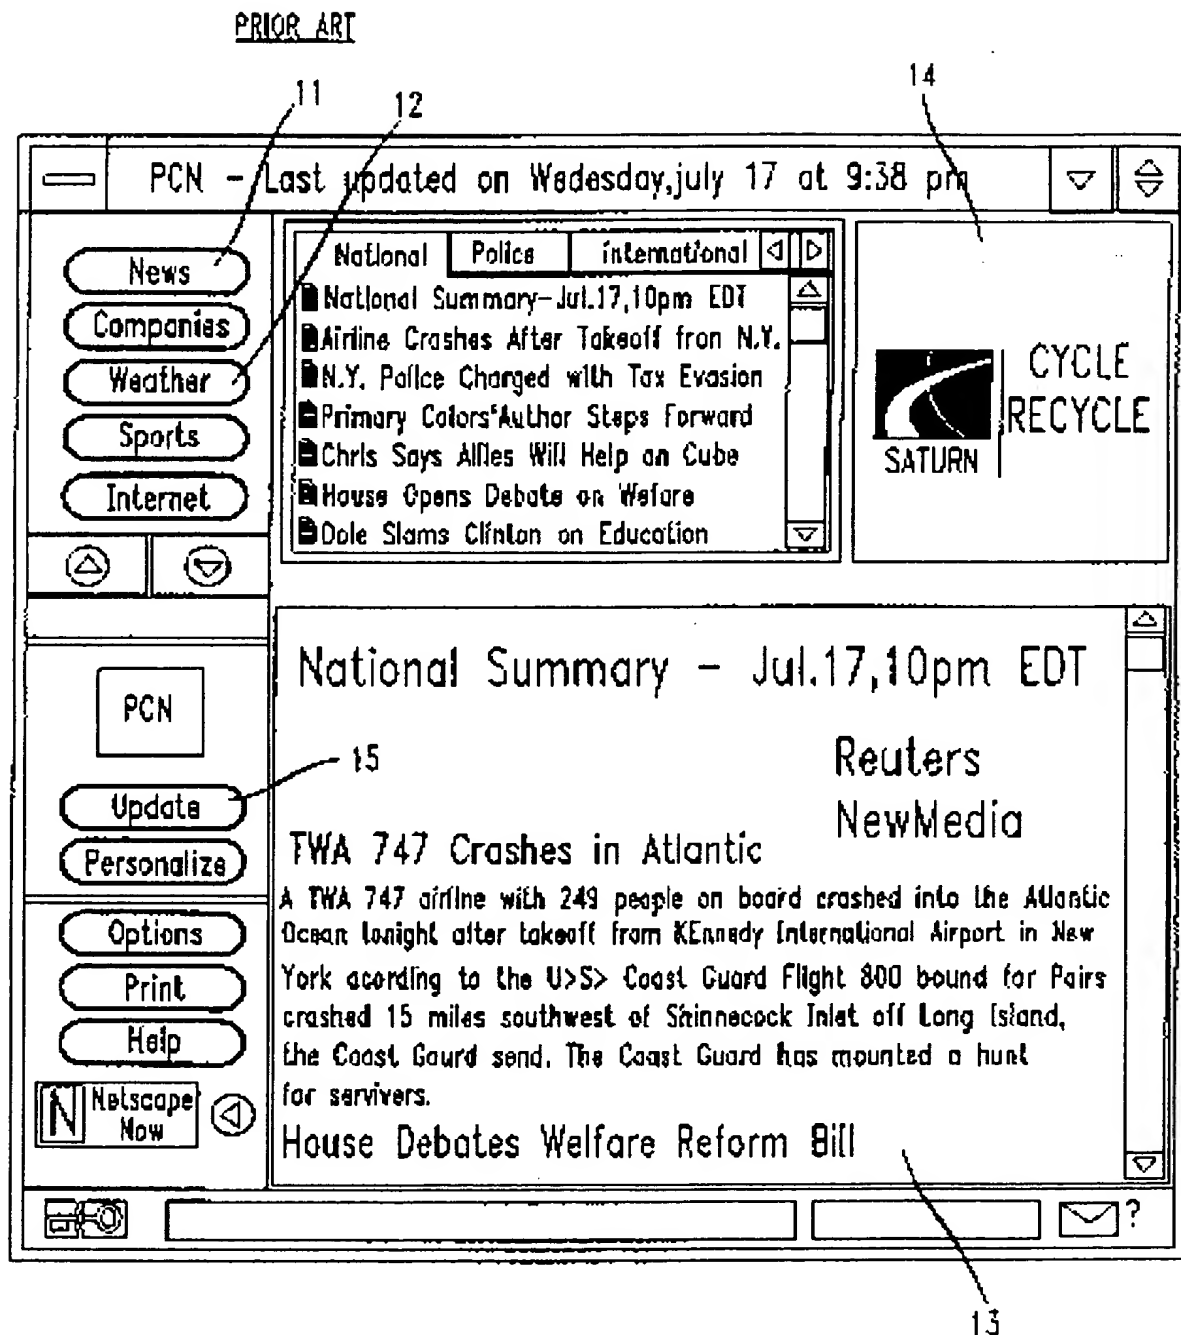 PRIOR ART
11
12
14
PCN - Last updated on Wedesday,july 17 at 9:38 pm
News
Companies
Weather
Sports
Internet
National Police international
National Summary-Jul.17,10pm EDT
Airline Crashes After Takeoff fron N.Y.
N.Y. Police Charged with Tax Evasion
Primary Colors'Author Steps Forward
Chris Says Allies Will Help on Cube
House Opens Debate on Wefare
Dole Slams Clinton on Education
CYCLE
RECYCLE
SATURN
PCN
15
Update
Personalize
Options
Print
Help
N Netscape
Now
National Summary - Jul.17,10pm EDT
Reuters
NewMedia
TWA 747 Crashes in Atlantic
A TWA 747 airline with 249 people on board crashed into the Atlantic
Ocean tonight after takeoff from KEnnedy International Airport in New
York acording to the U>S> Coast Guard Flight 800 bound for Pairs
crashed 15 miles southwest of Shinnecock Inlet off Long Island,
the Coast Gaurd send. The Coast Guard has mounted a hunt
for servivers.
House Debates Welfare Reform Bill
?
13